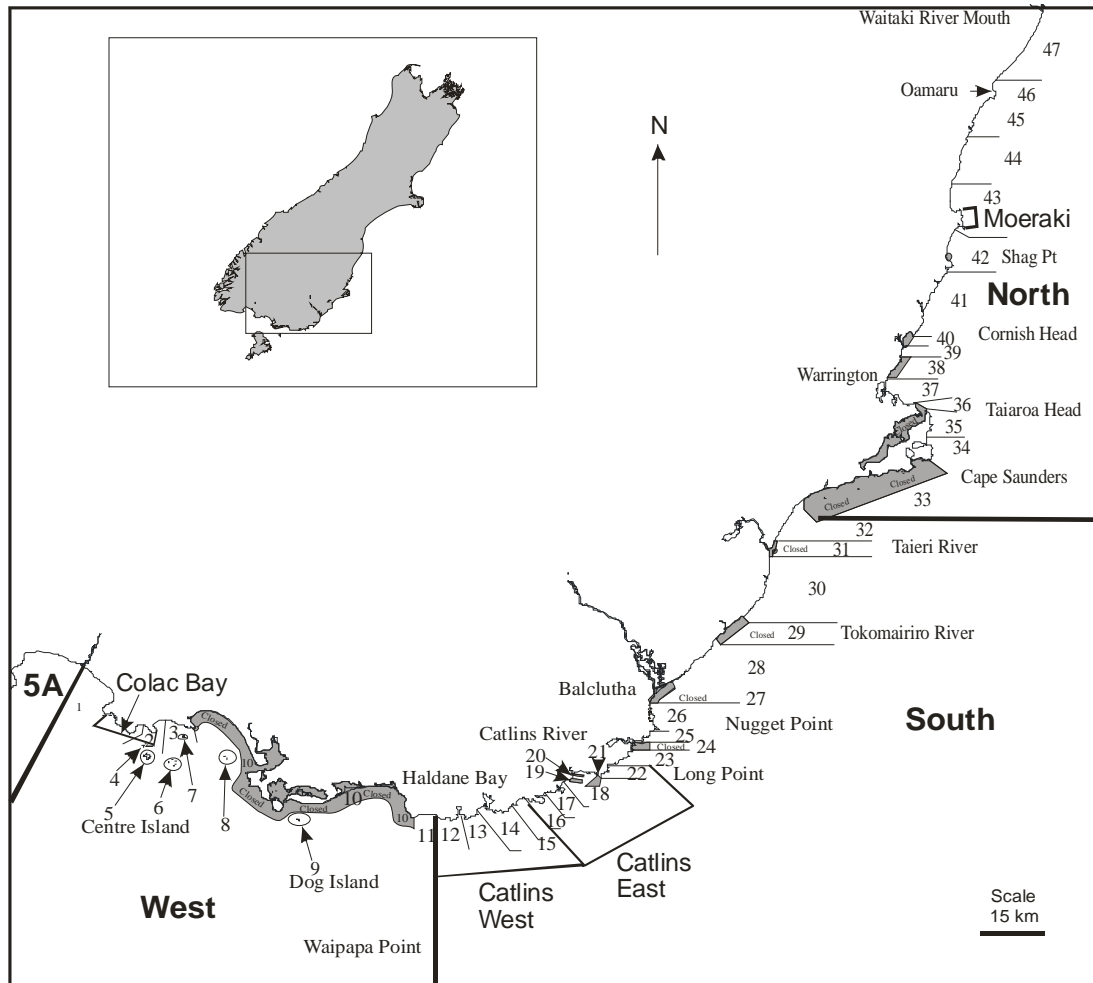 Waitaki River Mouth
47
Oamaru
46
45
44
N
43
Moeraki
42
Shag Pt
41
North
40
Cornish Head
39
Warrington
38
37
36
Taiaroa Head
Closed
35
34
Cape Saunders
Closed
Closed
33
32
Closed
31
Taieri River
30
Closed
29
Tokomairiro River
28
5A
Colac Bay
1
Balclutha
Closed
27
26
Nugget Point
South
Closed
2
3
Catlins River
25
Closed
24
21
23
4
20
19
22
Long Point
10
18
5
6
7
8
Haldane Bay
Closed
Closed
10
Closed
10
17
16
Centre Island
11
12
13
14
15
9
Dog Island
Catlins
East
Catlins
West
West
Waipapa Point
Scale
15 km